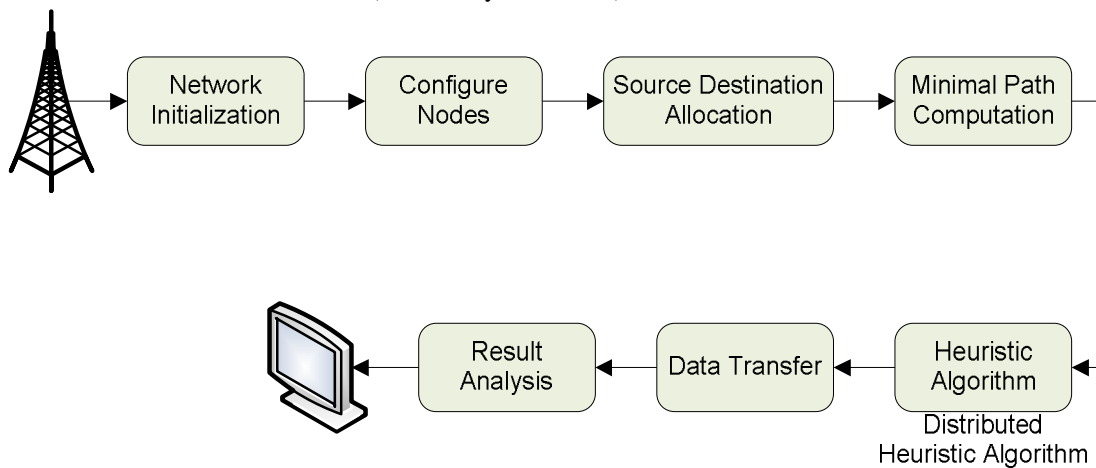 Network
Initialization
Configure
Nodes
Source Destination
Allocation
Minimal Path
Computation
Heuristic
Algorithm
Distributed
Heuristic Algorithm
Data Transfer
Result
Analysis